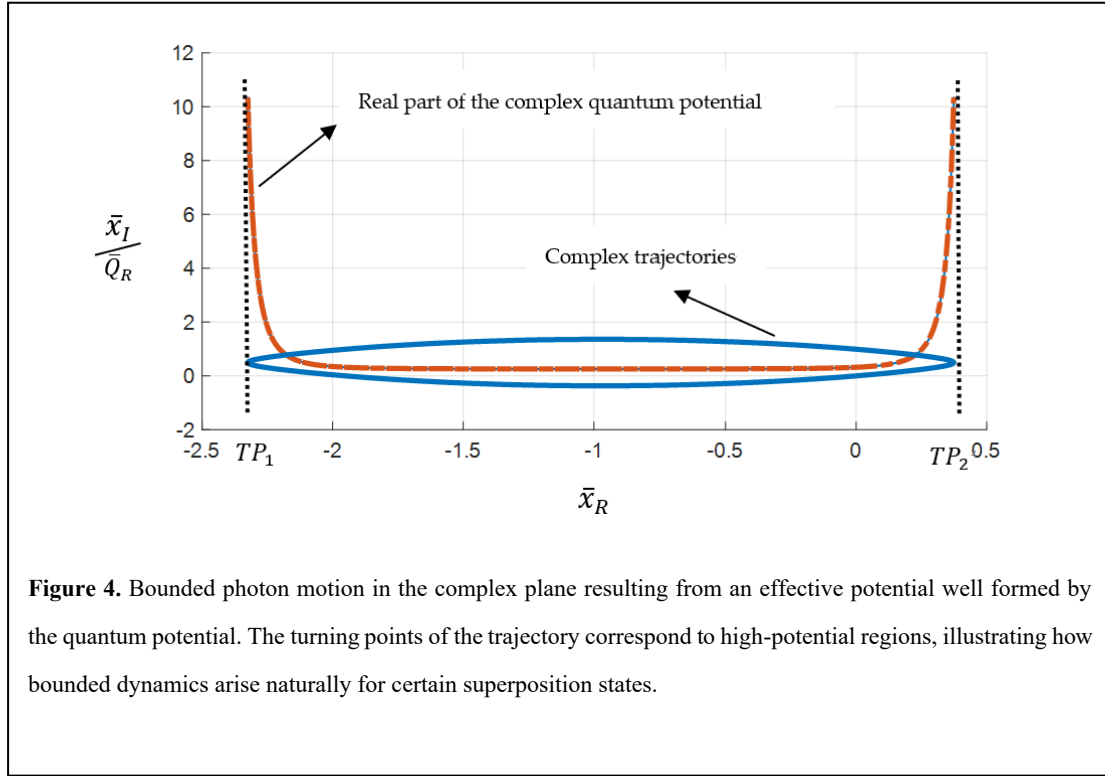 12
10
8
6
4
2
0
-2
Real part of the complex quantum potential
Complex trajectories
x̄_I
Q̄_R
-2.5
-2
-1.5
-1
-0.5
0
0.5
TP₁
TP₂
x̄_R
Figure 4. Bounded photon motion in the complex plane resulting from an effective potential well formed by
the quantum potential. The turning points of the trajectory correspond to high-potential regions, illustrating how
bounded dynamics arise naturally for certain superposition states.